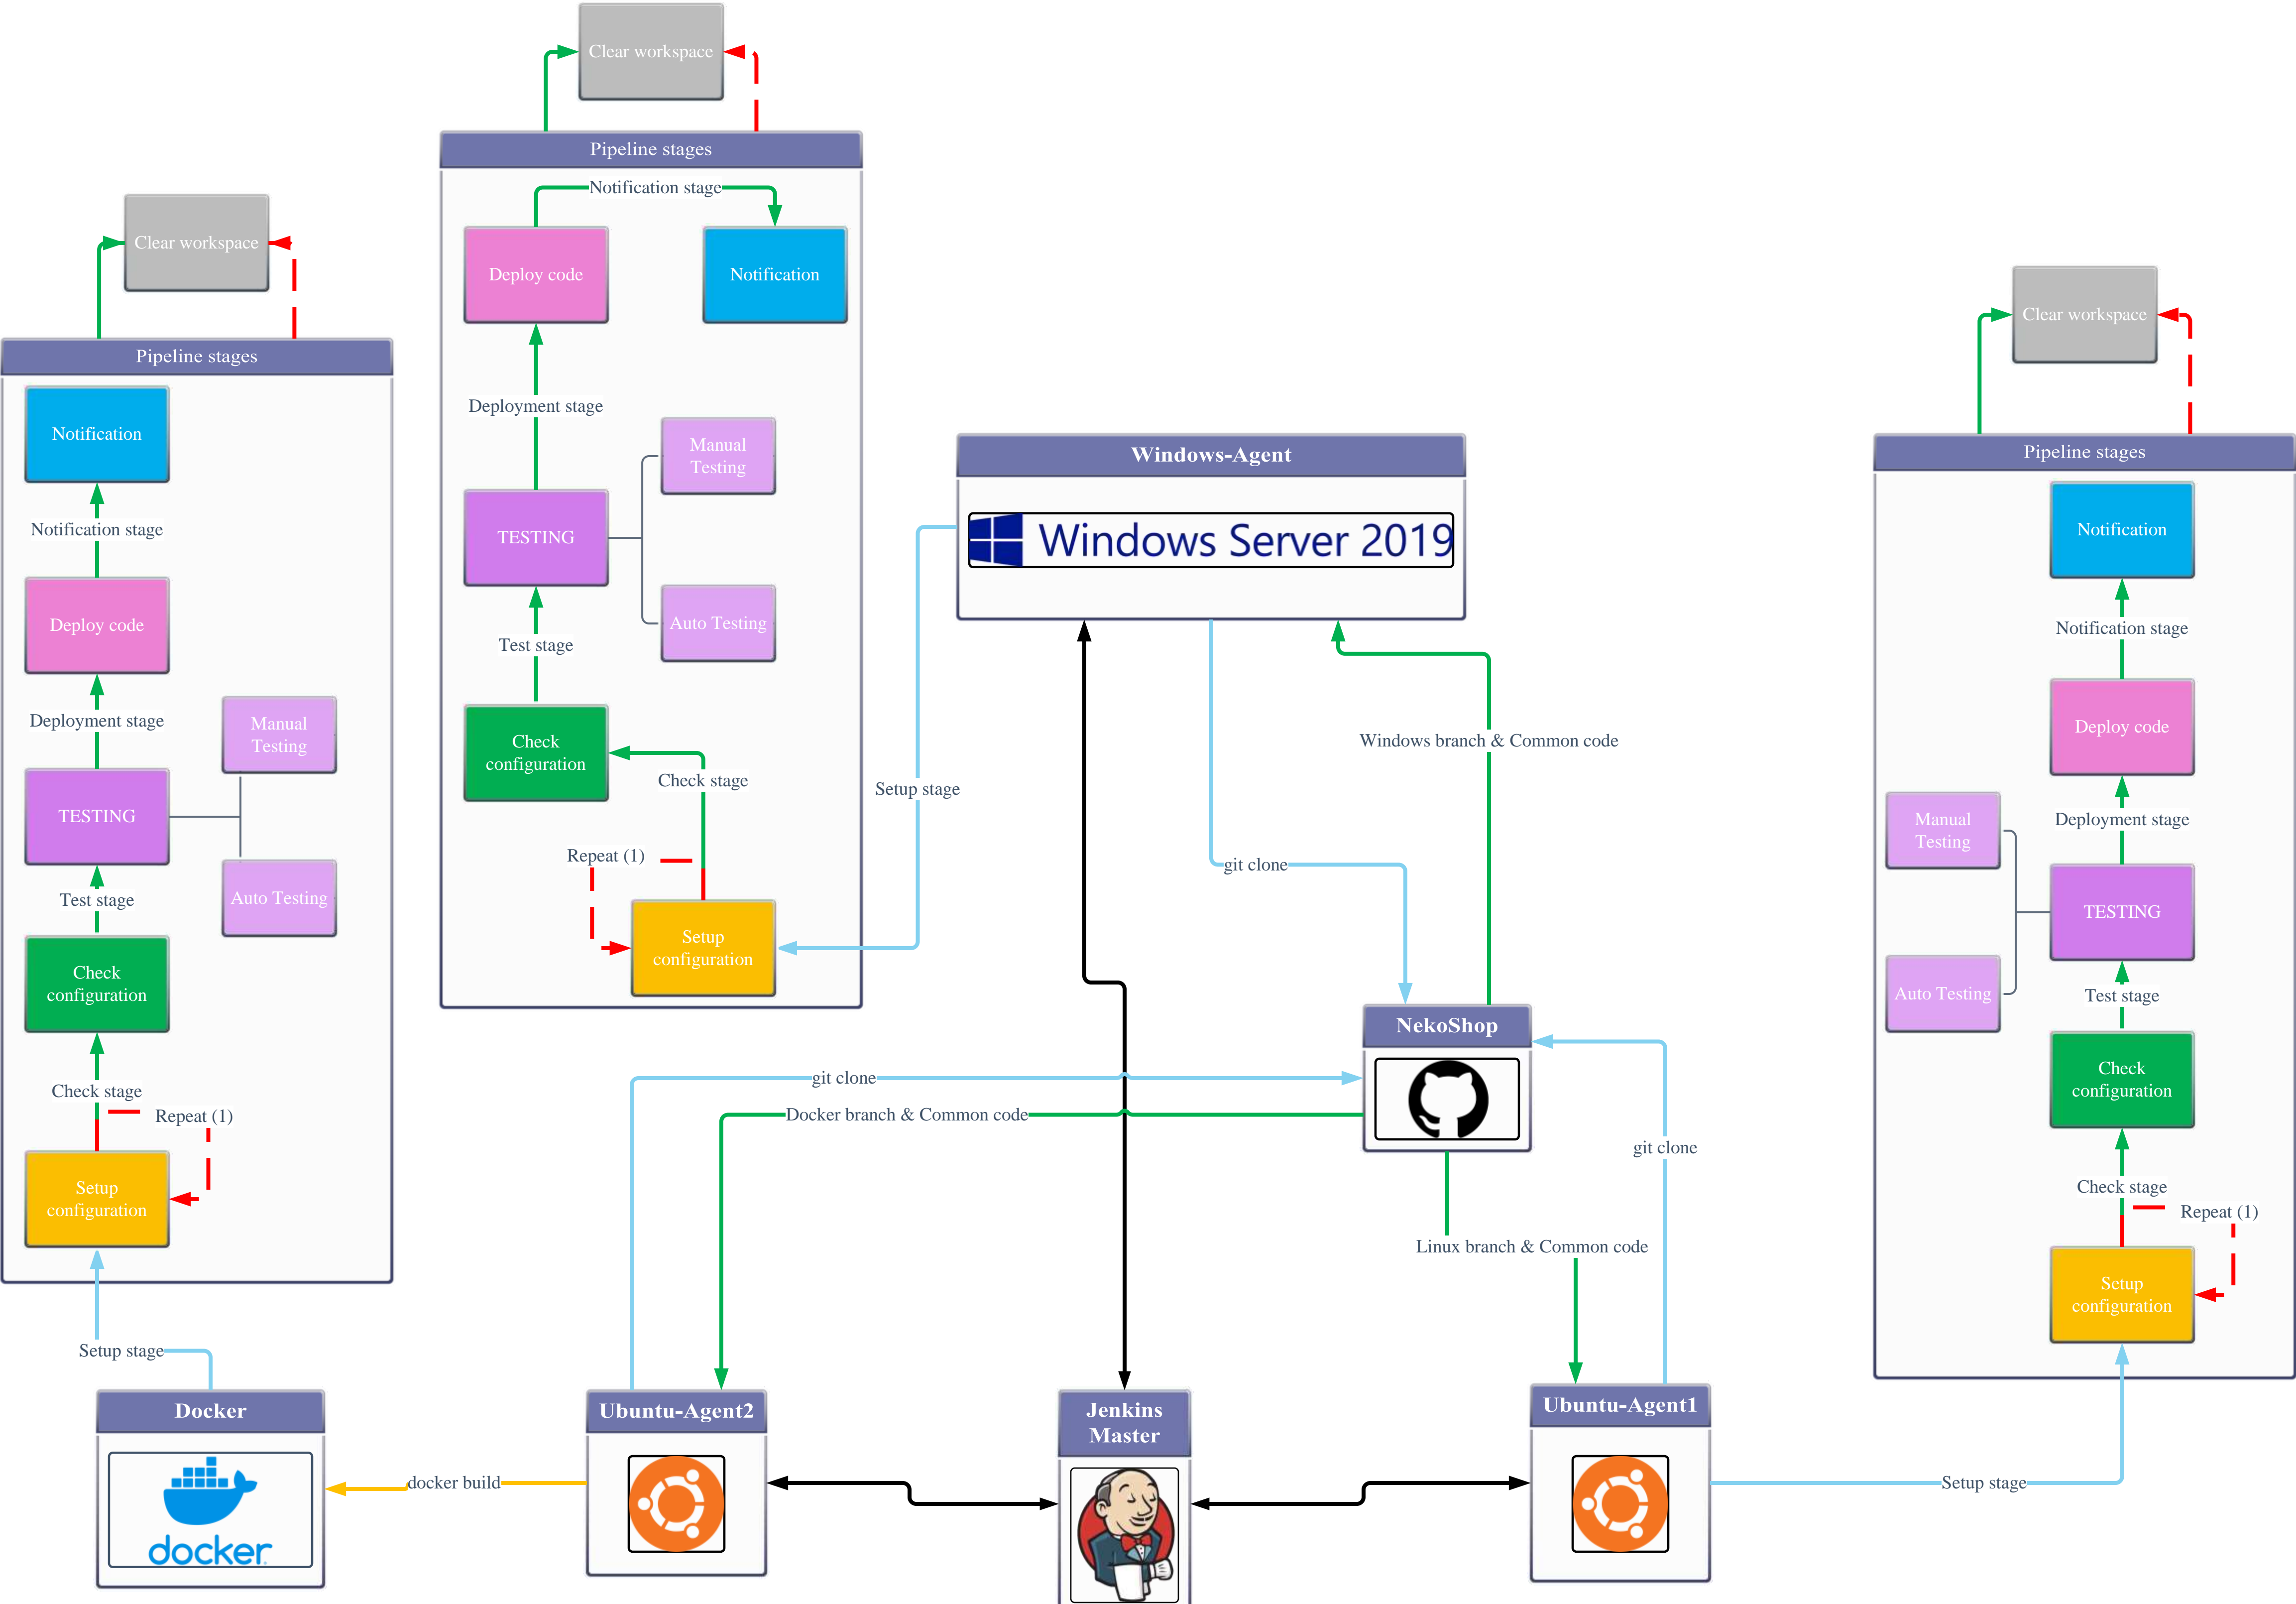 Clear workspace
Pipeline stages
Notification stage
Deploy code
Notification
Deployment stage
Manual
Testing
TESTING
Auto Testing
Test stage
Check
configuration
Check stage
Repeat (1)
Setup
configuration
Setup stage
Clear workspace
Pipeline stages
Notification
Notification stage
Deploy code
Deployment stage
Manual
Testing
TESTING
Auto Testing
Test stage
Check
configuration
Check stage
Repeat (1)
Setup
configuration
Setup stage
Docker
docker
docker build
Ubuntu-Agent2
git clone
Docker branch & Common code
Windows-Agent
Windows Server 2019
git clone
Windows branch & Common code
NekoShop
git clone
Linux branch & Common code
Jenkins
Master
Ubuntu-Agent1
Setup stage
Clear workspace
Pipeline stages
Notification
Notification stage
Deploy code
Deployment stage
Manual
Testing
TESTING
Auto Testing
Test stage
Check
configuration
Check stage
Repeat (1)
Setup
configuration